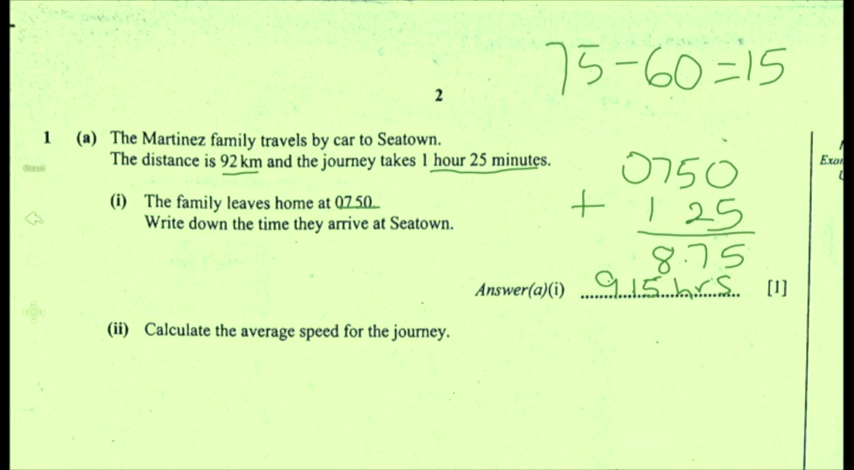 75-60=15
2
1 (a) The Martinez family travels by car to Seatown.
The distance is 92 km and the journey takes 1 hour 25 minutes.
(i) The family leaves home at 0750.
Write down the time they arrive at Seatown.
0750
+ 1 25
8.75
Answer(a)(i) 915 hrs [1]
(ii) Calculate the average speed for the journey.